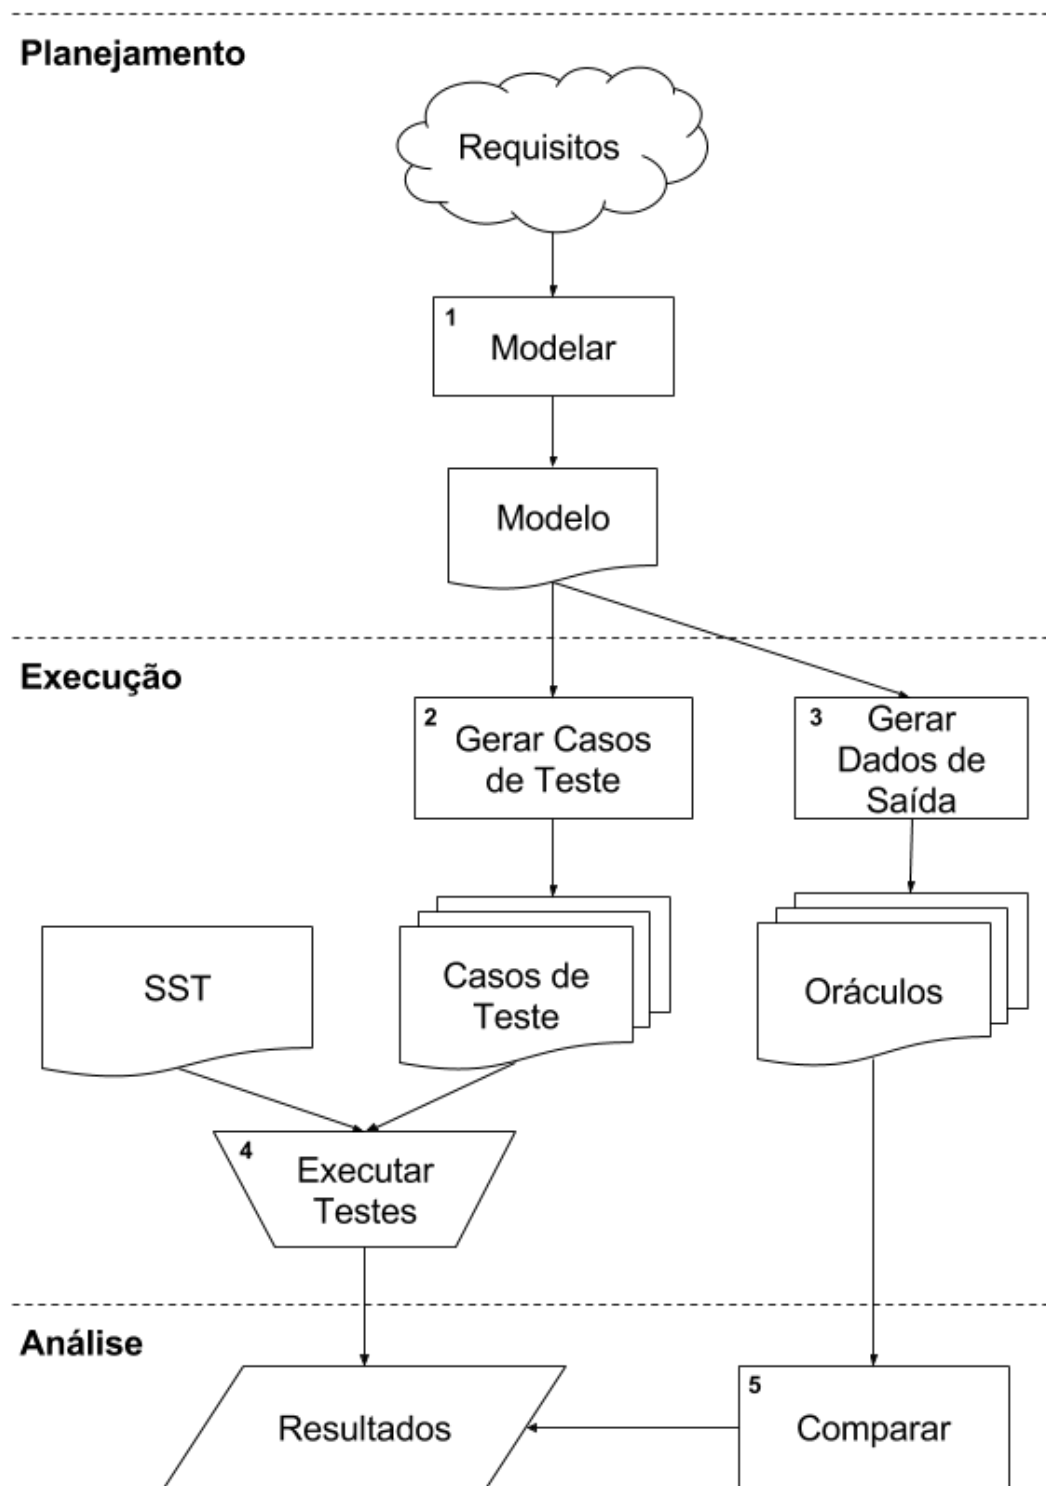 Planejamento
Requisitos
1
Modelar
Modelo
Execução
2
Gerar Casos
de Teste
3
Gerar
Dados de
Saída
SST
Casos de
Teste
Oráculos
4
Executar
Testes
Análise
Resultados
5
Comparar